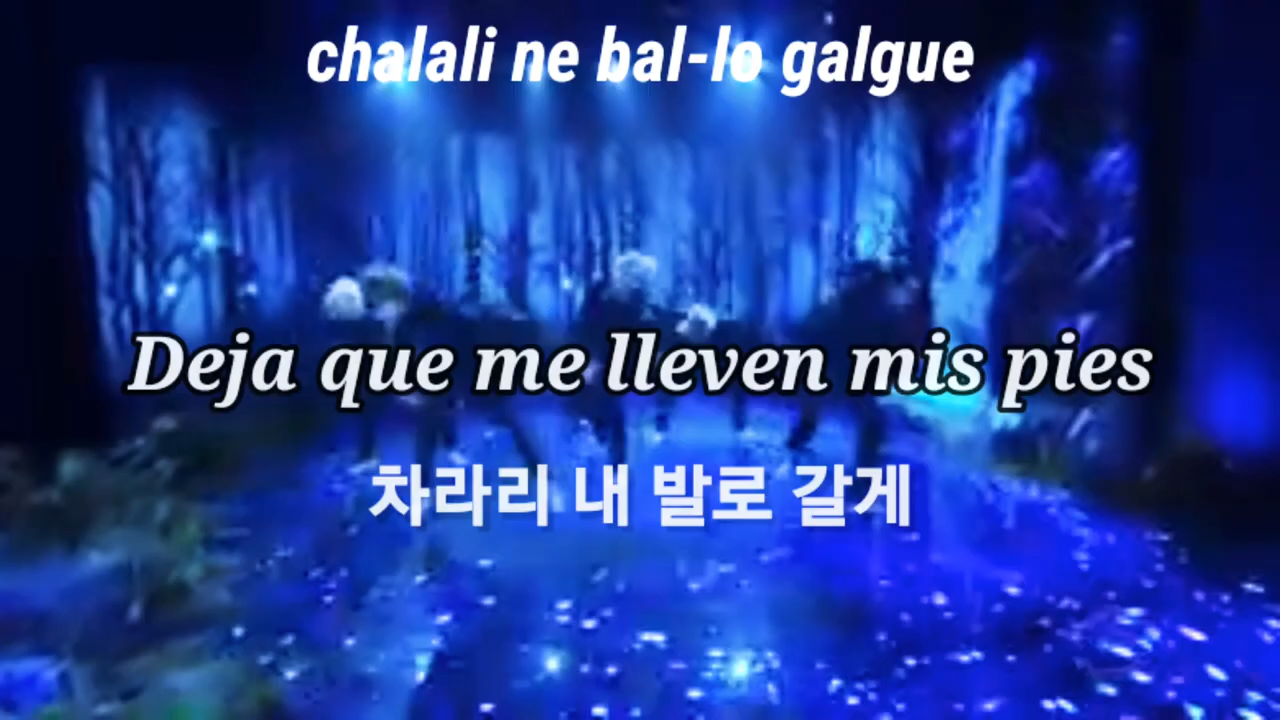 chalali ne bal-lo galgue
Deja que me lleven mis pies
차라리 내 발로 갈게